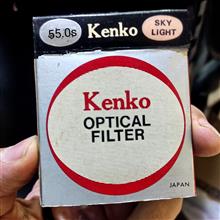 55.0s Kenko SKY LIGHT
Kenko
OPTICAL
FILTER
JAPAN